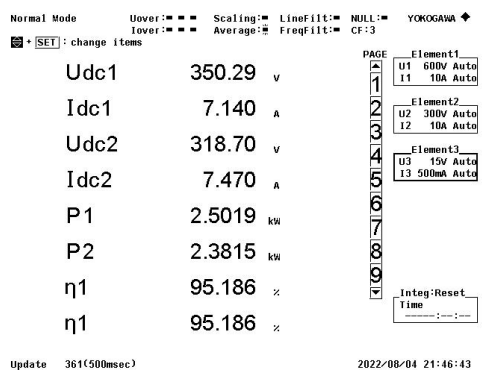 Normal Mode Uover: Scaling: LineFilt: NULL: YOKOGAWA
Iover: Average: FreqFilt: CF:3
+ SET : change items
PAGE
Udc1 350.29 V
Idc1 7.140 A
Udc2 318.70 V
Idc2 7.470 A
P1 2.5019 kW
P2 2.3815 kW
η1 95.186 %
η1 95.186 %
1
2
3
4
5
6
7
8
9
Element1
U1 600V Auto
I1 10A Auto
Element2
U2 300V Auto
I2 10A Auto
Element3
U3 15V Auto
I3 500mA Auto
Integ:Reset
Time
-----:--:--
Update 361(500msec) 2022/08/04 21:46:43